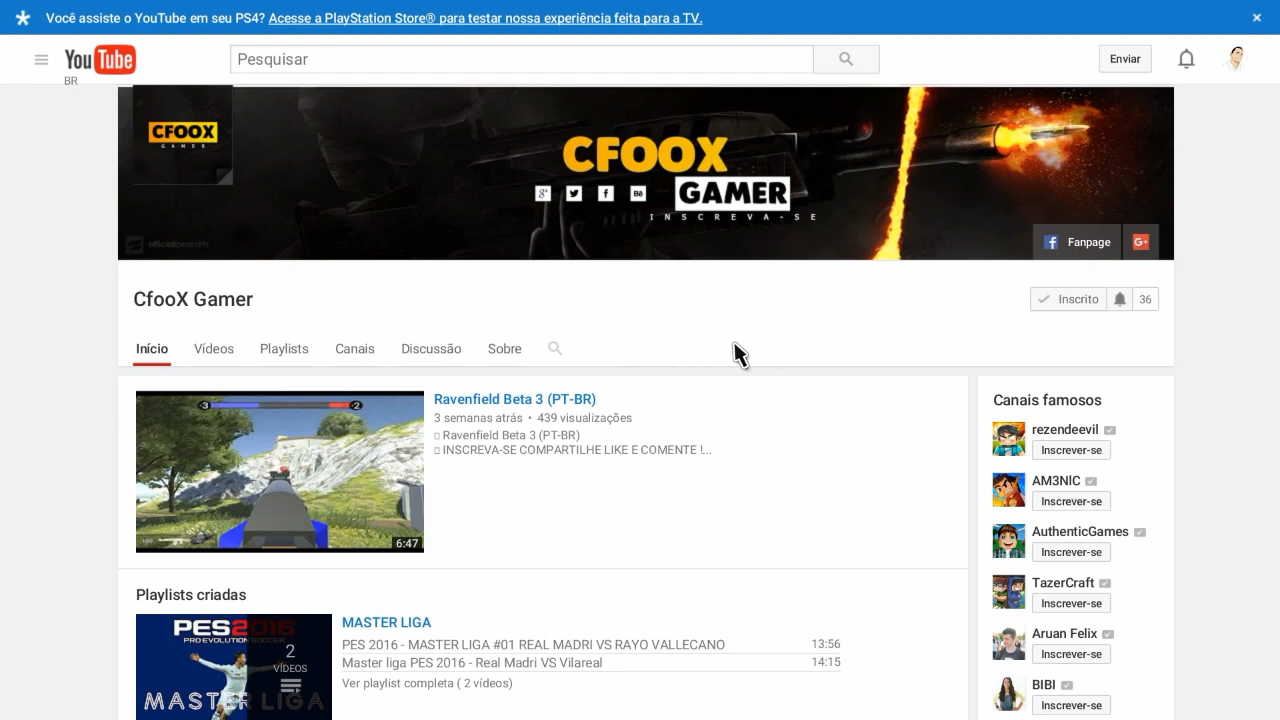 Você assiste o YouTube em seu PS4? Acesse a PlayStation Store® para testar nossa experiência feita para a TV.
YouTube
BR
Pesquisar
Enviar
CFOOX
GAMER
CFOOX
GAMER
INSCREVA-SE
officialpeararts
Fanpage
CfooX Gamer
Inscrito
36
Início
Vídeos
Playlists
Canais
Discussão
Sobre
Ravenfield Beta 3 (PT-BR)
3 semanas atrás • 439 visualizações
Ravenfield Beta 3 (PT-BR)
INSCREVA-SE COMPARTILHE LIKE E COMENTE !...
6:47
Playlists criadas
PES2016
PRO EVOLUTION SOCCER
MASTER LIGA
2
VÍDEOS
MASTER LIGA
PES 2016 - MASTER LIGA #01 REAL MADRI VS RAYO VALLECANO 13:56
Master liga PES 2016 - Real Madri VS Vilareal 14:15
Ver playlist completa ( 2 vídeos)
Canais famosos
rezendeevil
Inscrever-se
AM3NlC
Inscrever-se
AuthenticGames
Inscrever-se
TazerCraft
Inscrever-se
Aruan Felix
Inscrever-se
BIBI
Inscrever-se